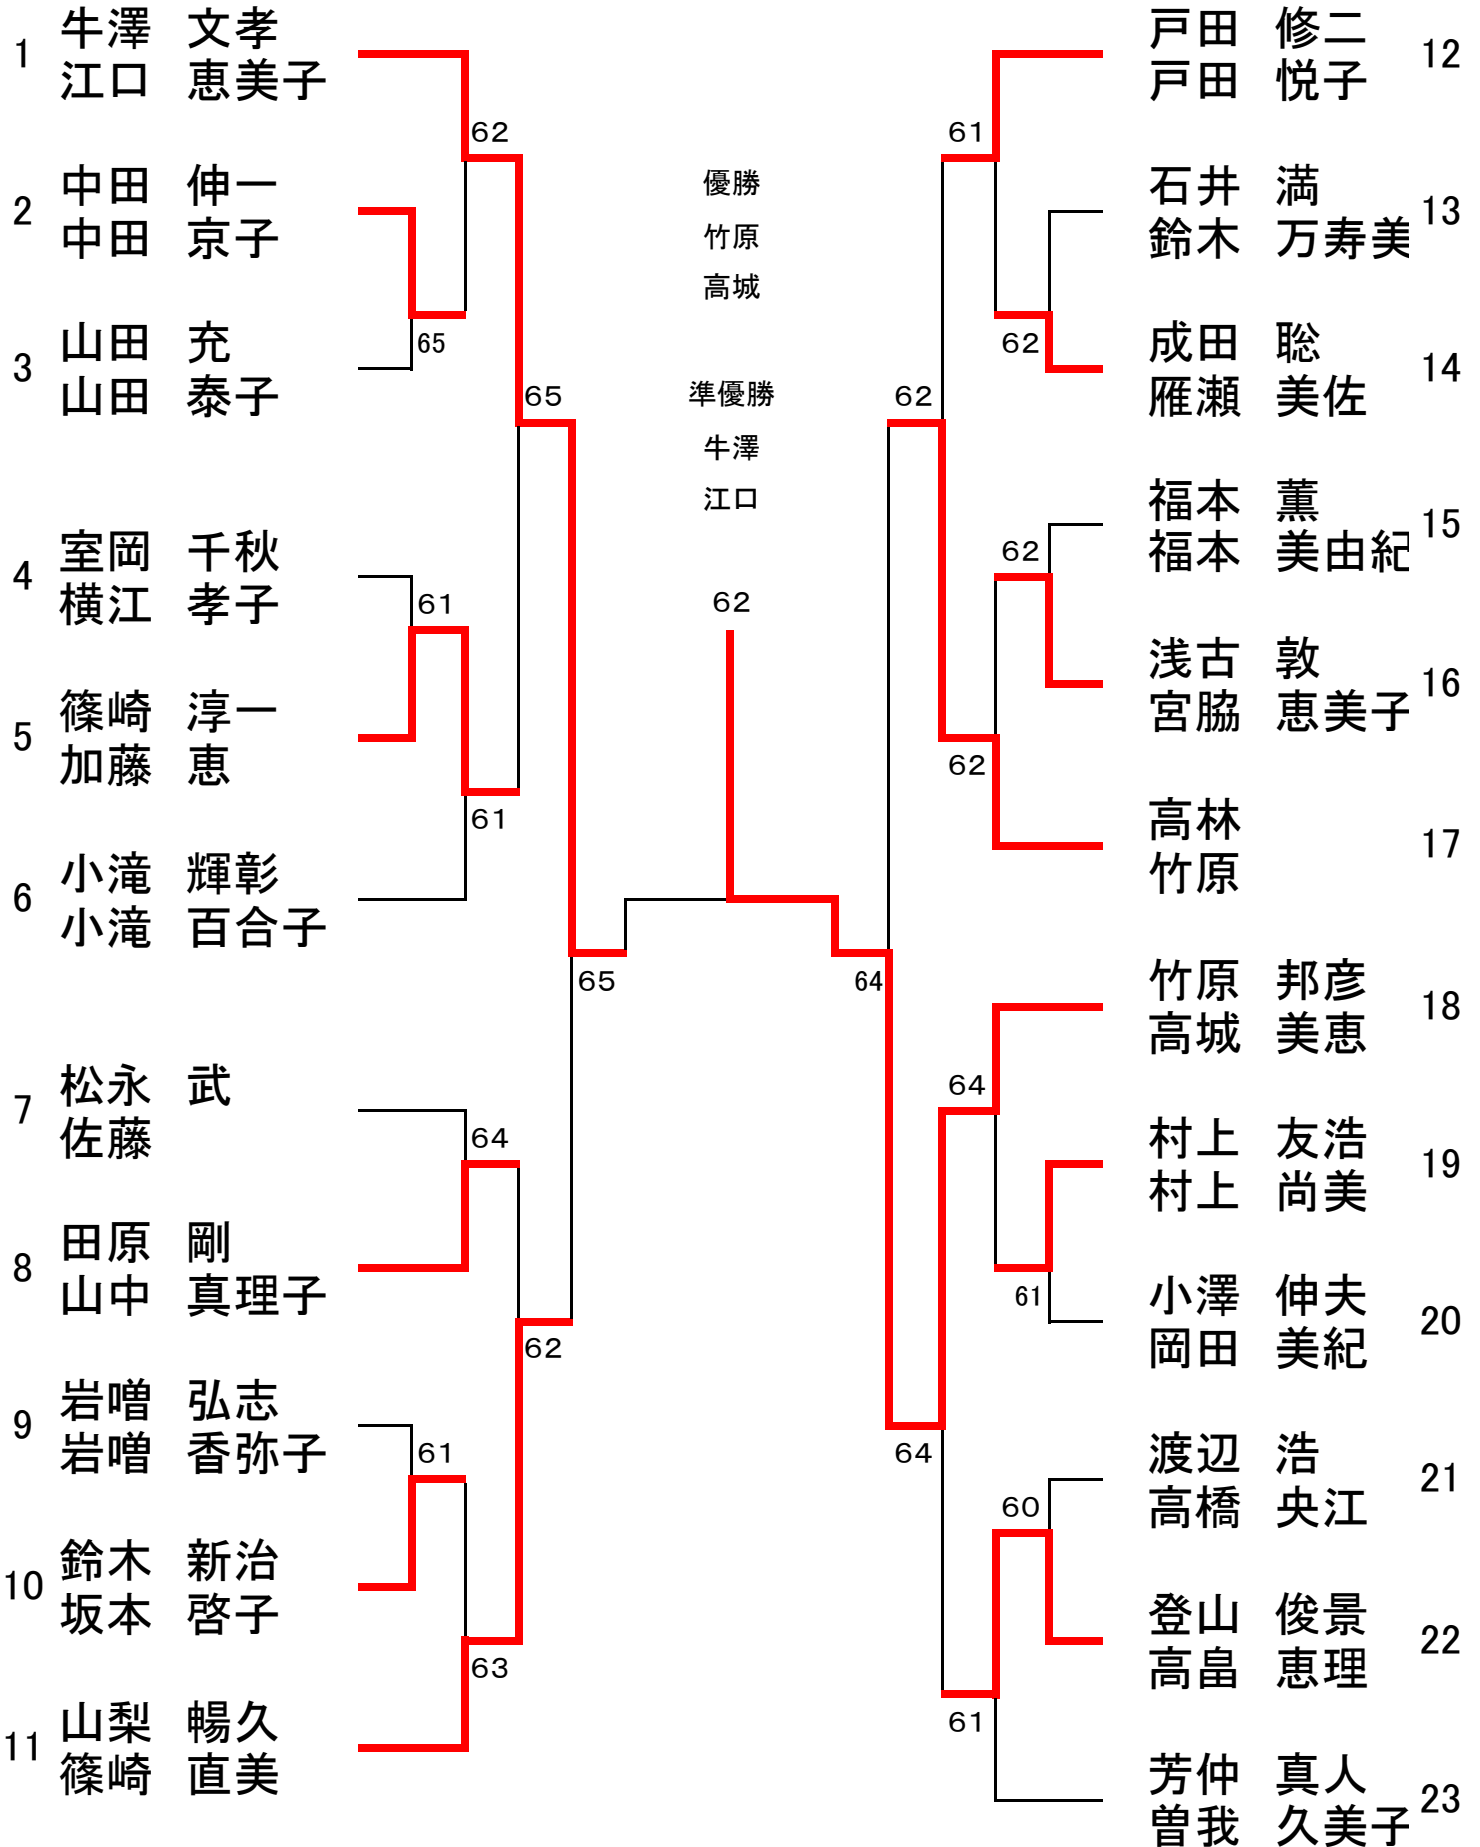 1
牛澤 文孝
江口 恵美子
2
中田 伸一
中田 京子
3
山田 充
山田 泰子
4
室岡 千秋
横江 孝子
5
篠崎 淳一
加藤 恵
6
小滝 輝彰
小滝 百合子
7
松永 武
佐藤
8
田原 剛
山中 真理子
9
岩噌 弘志
岩噌 香弥子
10
鈴木 新治
坂本 啓子
11
山梨 暢久
篠崎 直美
62
65
65
61
61
65
64
62
61
63
優勝
竹原
高城
準優勝
牛澤
江口
62
61
62
62
62
62
64
64
61
64
60
61
戸田 修二
戸田 悦子
12
石井 満
鈴木 万寿美
13
成田 聡
雁瀬 美佐
14
福本 薫
福本 美由紀
15
浅古 敦
宮脇 恵美子
16
高林
竹原
17
竹原 邦彦
高城 美恵
18
村上 友浩
村上 尚美
19
小澤 伸夫
岡田 美紀
20
渡辺 浩
高橋 央江
21
登山 俊景
高畠 恵理
22
芳仲 真人
曽我 久美子
23